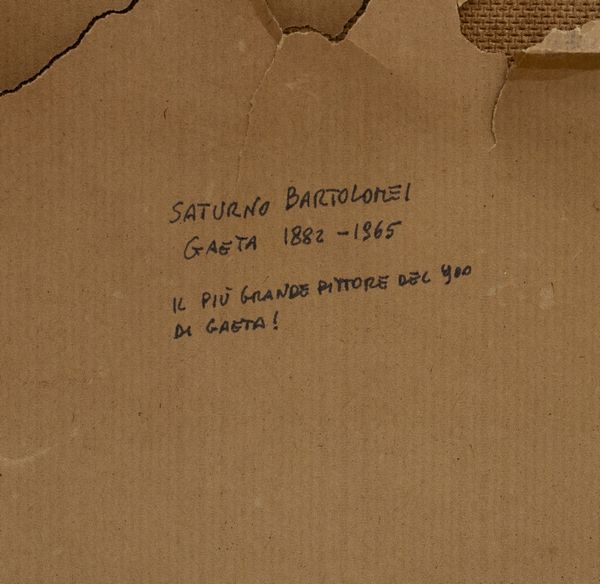 SATURNO BARTOLOMEI
GAETA 1882 - 1965
IL PIÙ GRANDE PITTORE DEL 900
DI GAETA!